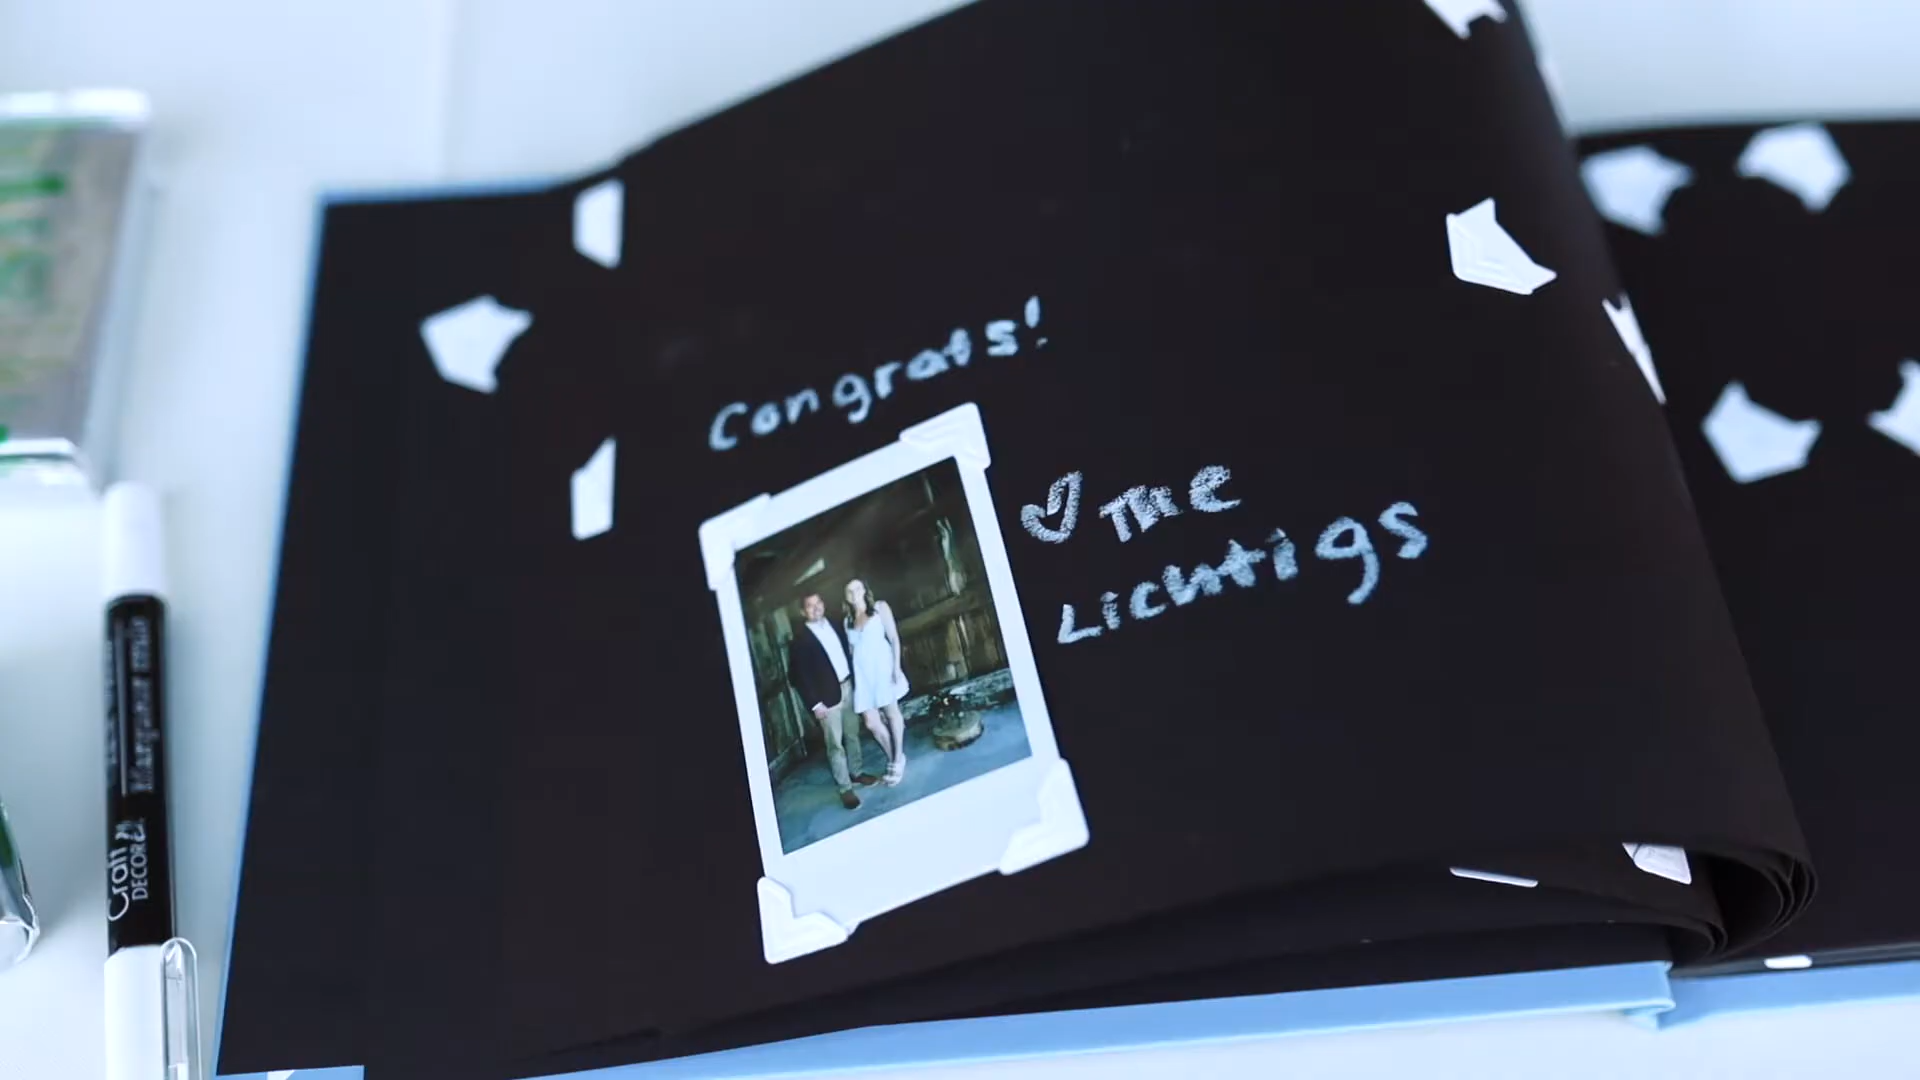 Congrats!
♡ The
Lichtigs
Craft
DECOR